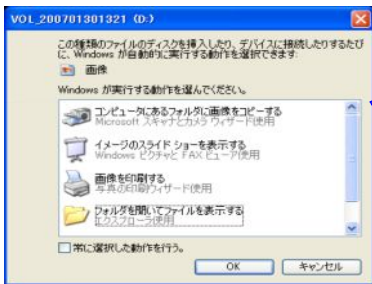 VOL_200701301321 (D:)
この種類のファイルのディスクを挿入したり、デバイスに接続したりするたび
に、Windows が自動的に実行する動作を選択できます:
画像
Windows が実行する動作を選んでください。
コンピュータにあるフォルダに画像をコピーする
Microsoft スキャナとカメラ ウィザード使用
イメージのスライド ショーを表示する
Windows ピクチャと FAX ビューア使用
画像を印刷する
写真の印刷ウィザード使用
フォルダを開いてファイルを表示する
エクスプローラ使用
常に選択した動作を行う。
OK
キャンセル